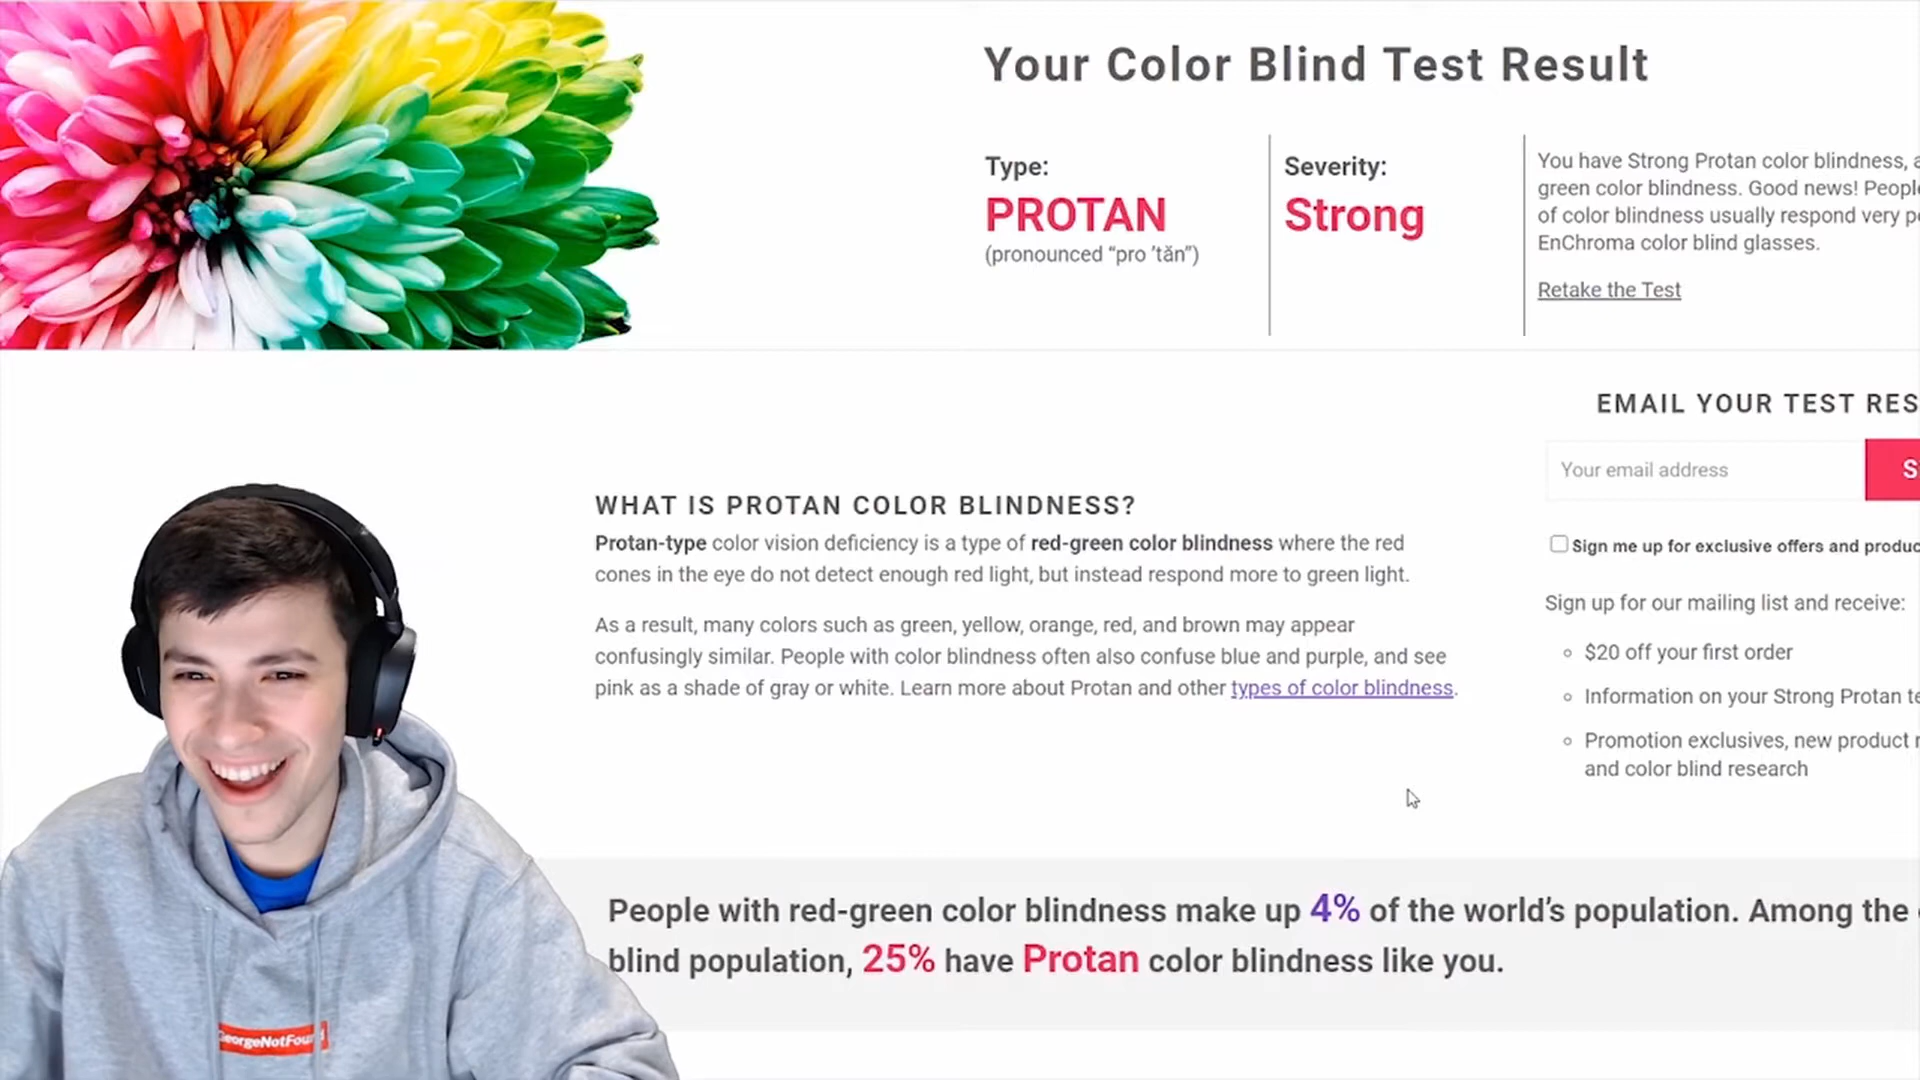 Your Color Blind Test Result
Type:
PROTAN
(pronounced “pro ’tăn”)
Severity:
Strong
You have Strong Protan color blindness, a
green color blindness. Good news! People
of color blindness usually respond very po
EnChroma color blind glasses.
Retake the Test
EMAIL YOUR TEST RES
Your email address
S
Sign me up for exclusive offers and produc
Sign up for our mailing list and receive:
$20 off your first order
Information on your Strong Protan te
Promotion exclusives, new product r
and color blind research
WHAT IS PROTAN COLOR BLINDNESS?
Protan-type color vision deficiency is a type of red-green color blindness where the red
cones in the eye do not detect enough red light, but instead respond more to green light.
As a result, many colors such as green, yellow, orange, red, and brown may appear
confusingly similar. People with color blindness often also confuse blue and purple, and see
pink as a shade of gray or white. Learn more about Protan and other types of color blindness.
People with red-green color blindness make up 4% of the world’s population. Among the
blind population, 25% have Protan color blindness like you.
GeorgeNotFound